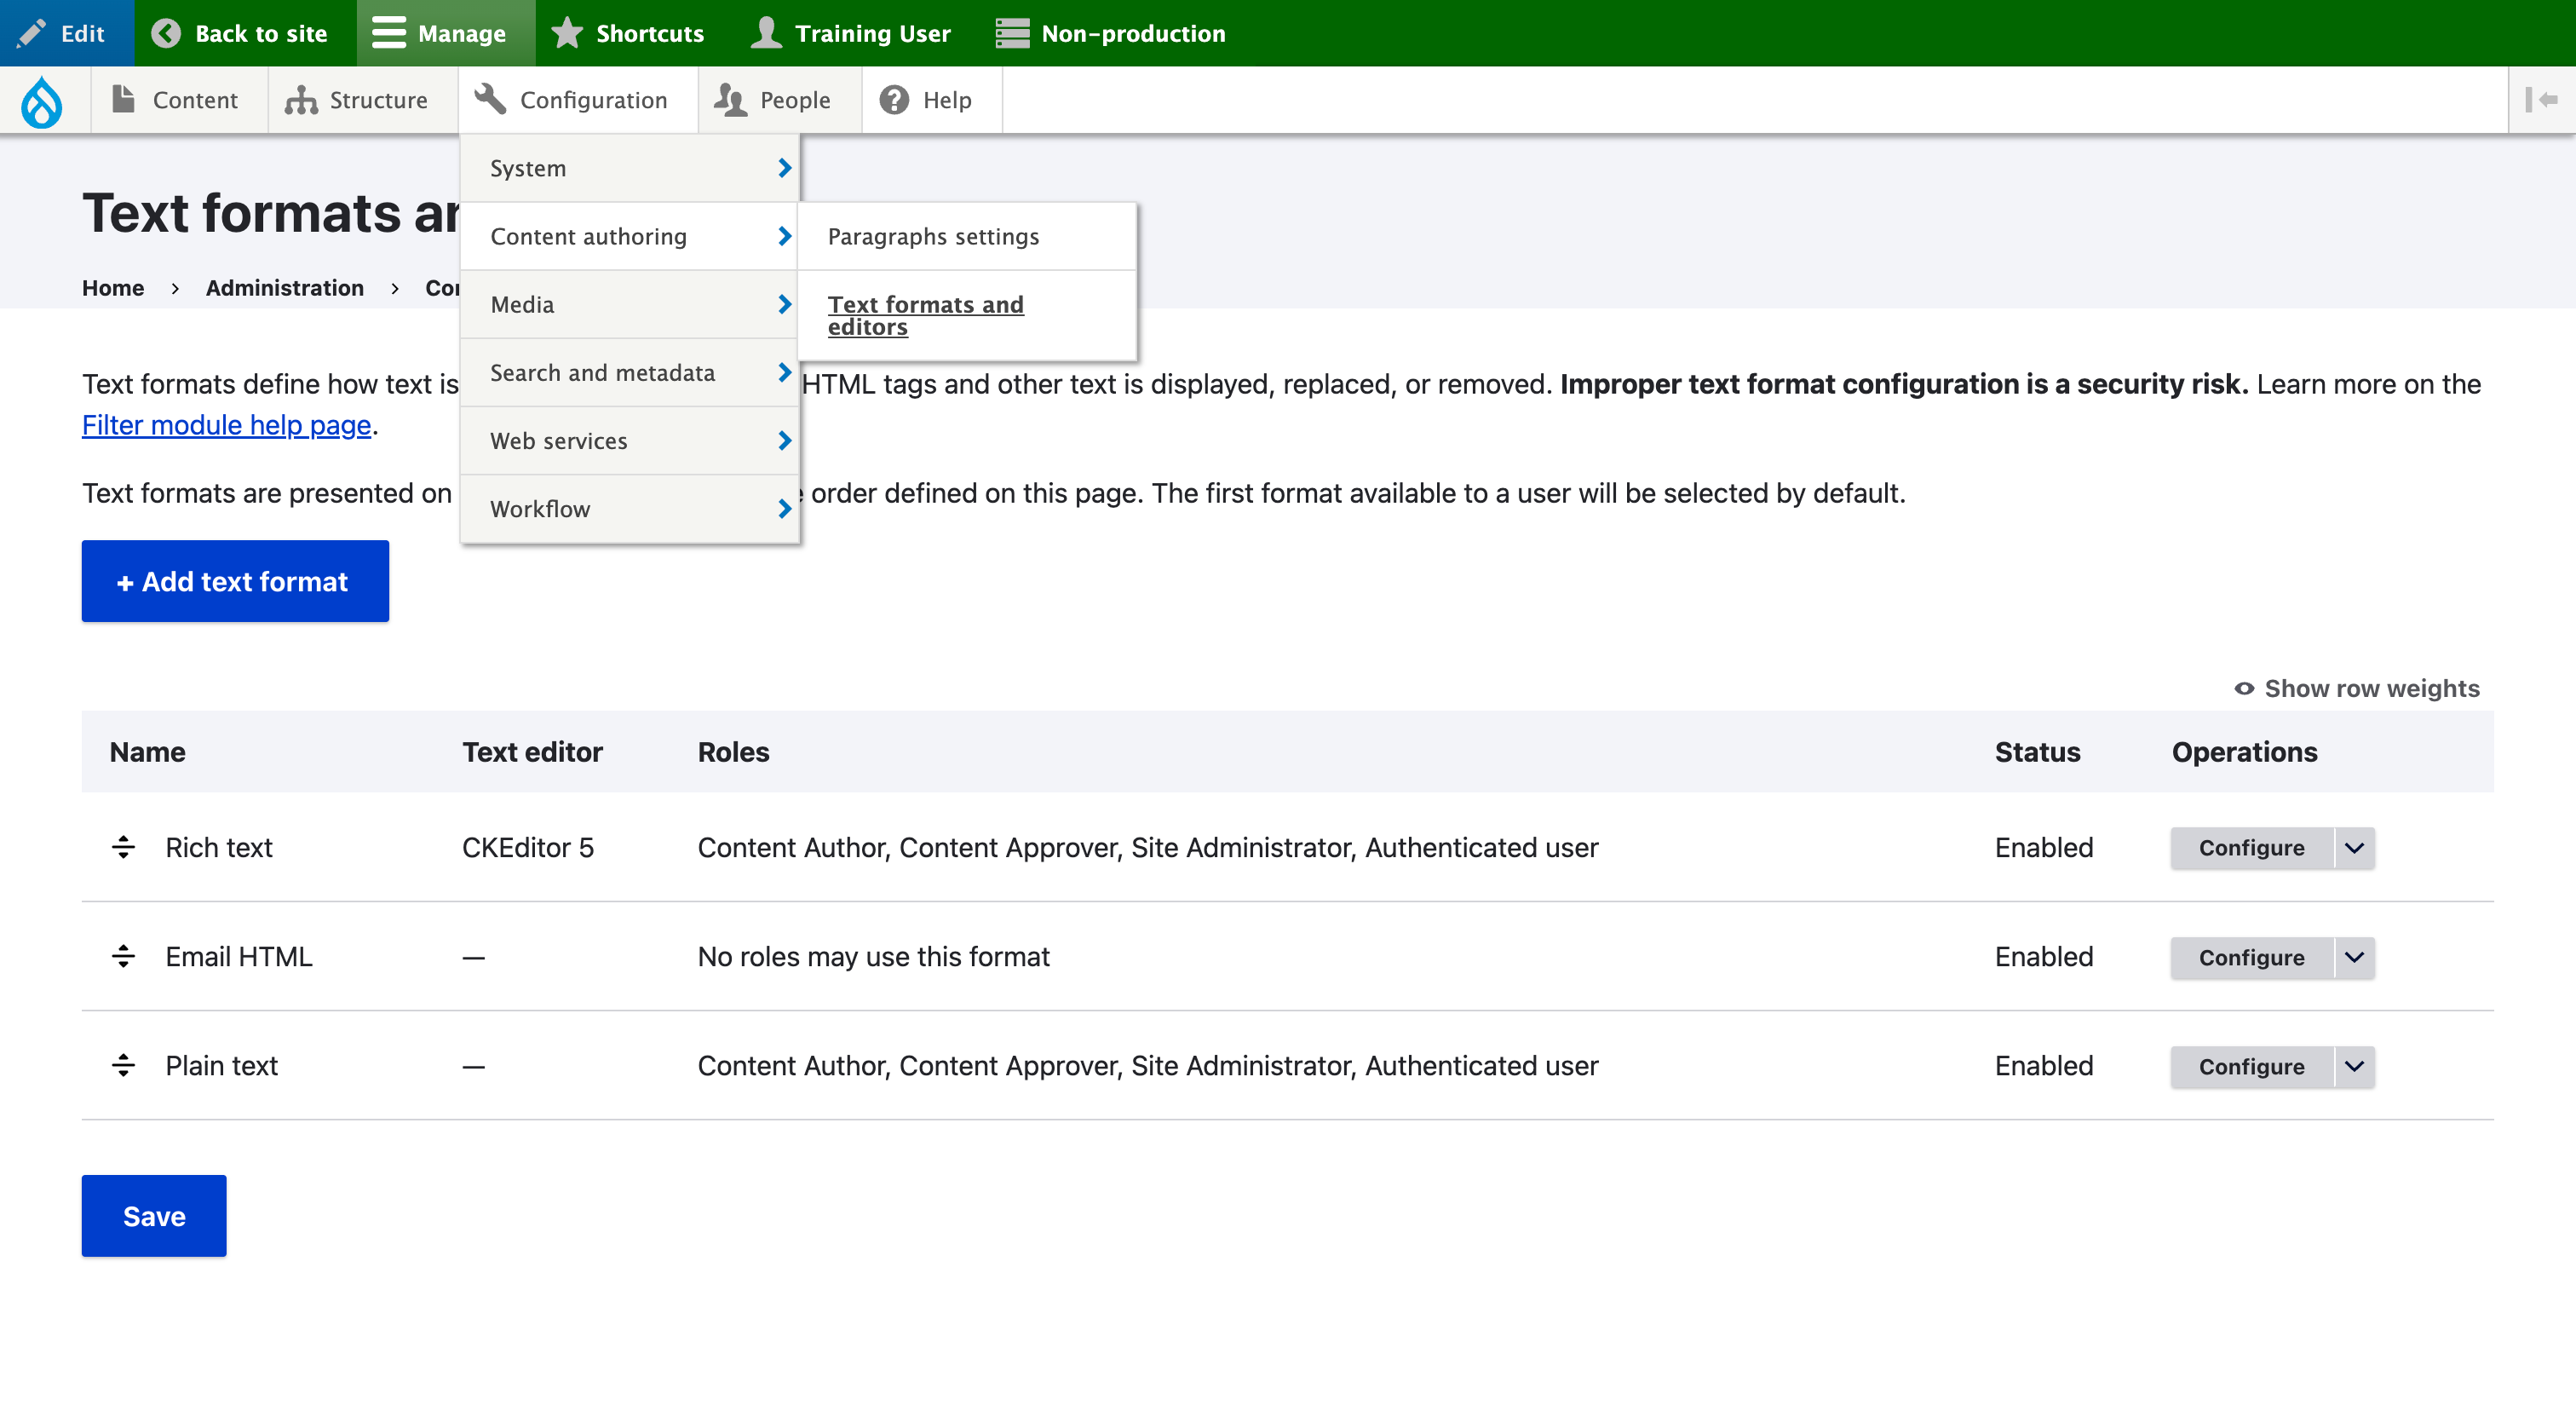 Edit Back to site Manage Shortcuts Training User Non-production
Content Structure Configuration People Help
System
Text formats
Content authoring
Paragraphs settings
Home > Administration >
Media
Text formats and
editors
Search and metadata
Text formats define how text is HTML tags and other text is displayed, replaced, or removed. Improper text format configuration is a security risk. Learn more on the
Filter module help page.
Web services
Text formats are presented on order defined on this page. The first format available to a user will be selected by default.
Workflow
+ Add text format
Show row weights
Name Text editor Roles Status Operations
Rich text CKEditor 5 Content Author, Content Approver, Site Administrator, Authenticated user Enabled Configure
Email HTML — No roles may use this format Enabled Configure
Plain text — Content Author, Content Approver, Site Administrator, Authenticated user Enabled Configure
Save